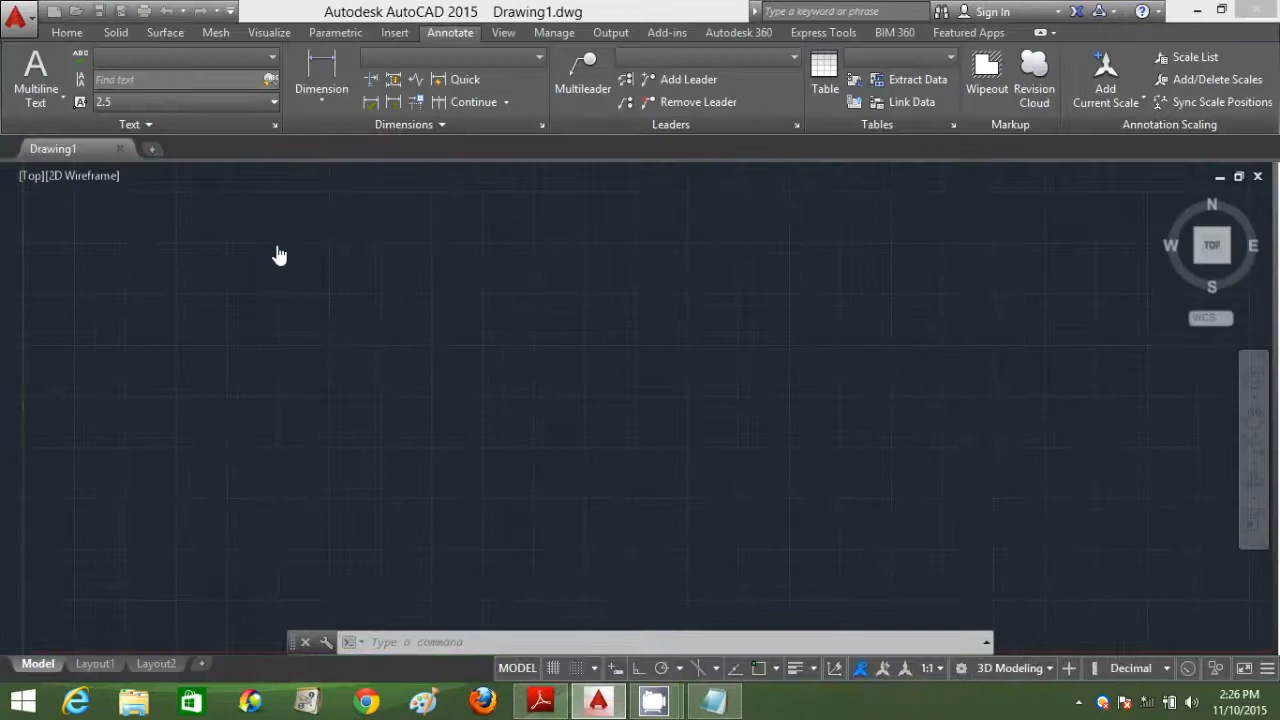 Autodesk AutoCAD 2015 Drawing1.dwg Type a keyword or phrase Sign In
Home Solid Surface Mesh Visualize Parametric Insert Annotate View Manage Output Add-ins Autodesk 360 Express Tools BIM 360 Featured Apps
A ABC Scale List
Find text Quick Add Leader Extract Data Add/Delete Scales
Multiline Text Dimension Multileader Table Wipeout Revision Cloud Add Current Scale
2.5 Continue Remove Leader Link Data Sync Scale Positions
Text Dimensions Leaders Tables Markup Annotation Scaling
Drawing1
[Top][2D Wireframe]
N
W TOP E
S
WCS
Type a command
Model Layout1 Layout2 MODEL 1:1 3D Modeling Decimal
2:26 PM
11/10/2015